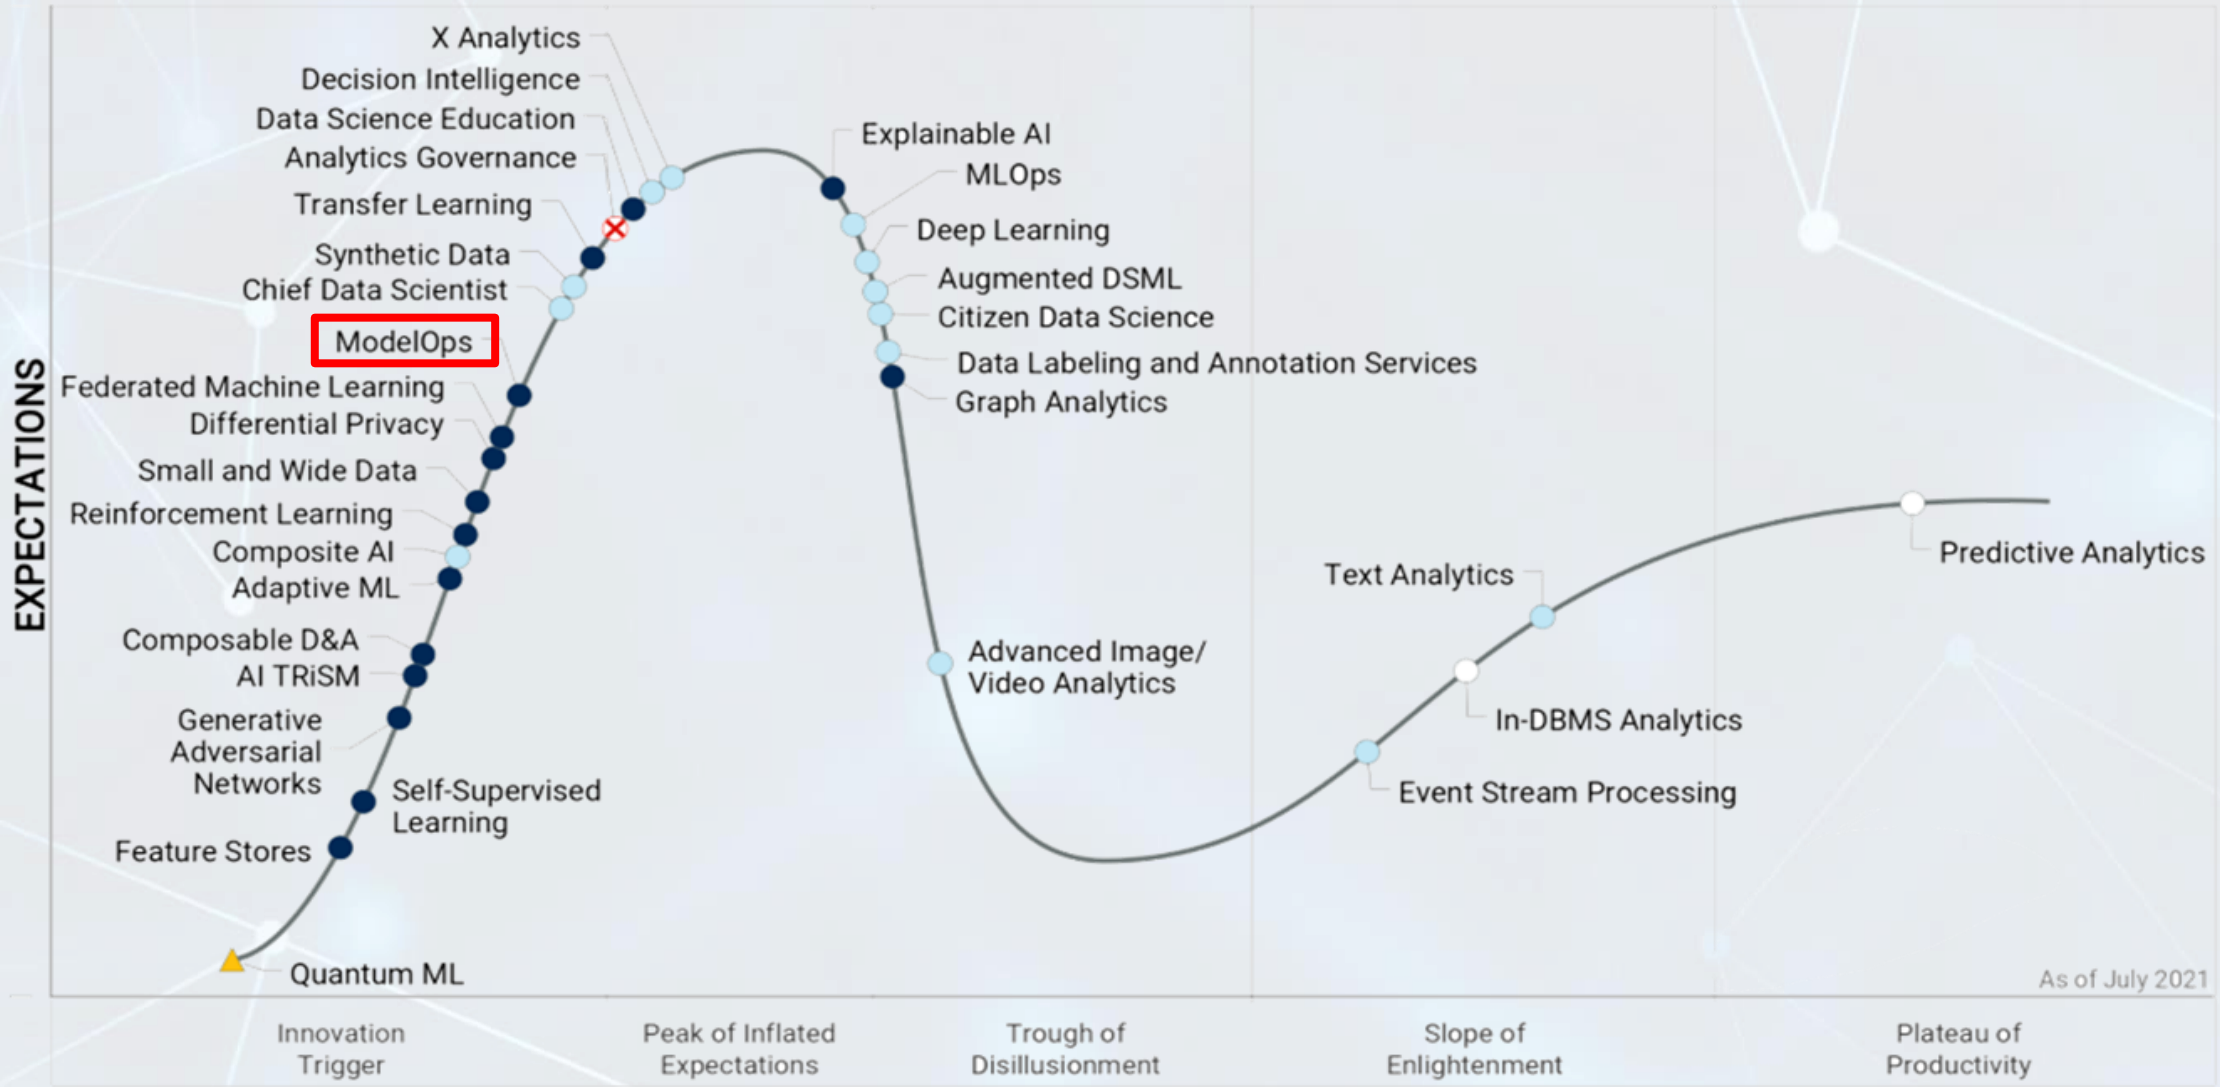 X Analytics
Decision Intelligence
Data Science Education
Analytics Governance
Transfer Learning
Synthetic Data
Chief Data Scientist
ModelOps
Federated Machine Learning
Differential Privacy
Small and Wide Data
Reinforcement Learning
Composite AI
Adaptive ML
Composable D&A
AI TRiSM
Generative
Adversarial
Networks
Self-Supervised
Learning
Feature Stores
Quantum ML
Explainable AI
MLOps
Deep Learning
Augmented DSML
Citizen Data Science
Data Labeling and Annotation Services
Graph Analytics
Advanced Image/
Video Analytics
Text Analytics
In-DBMS Analytics
Event Stream Processing
Predictive Analytics
EXPECTATIONS
As of July 2021
Innovation
Trigger
Peak of Inflated
Expectations
Trough of
Disillusionment
Slope of
Enlightenment
Plateau of
Productivity